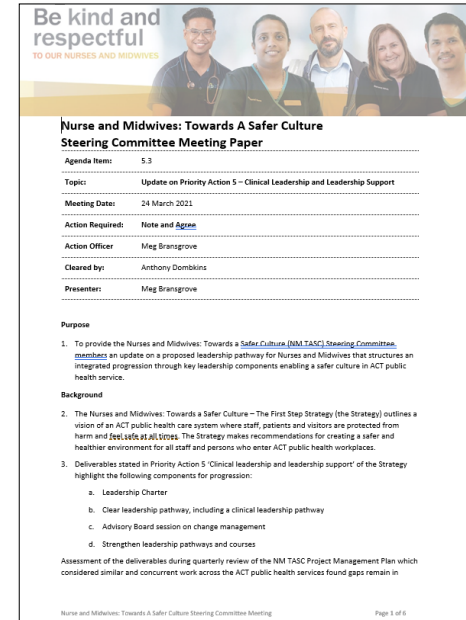 Be kind and
respectful
TO OUR NURSES AND MIDWIVES
Nurse and Midwives: Towards A Safer Culture
Steering Committee Meeting Paper
Agenda Item: 5.3
Topic: Update on Priority Action 5 – Clinical Leadership and Leadership Support
Meeting Date: 24 March 2021
Action Required: Note and Agree
Action Officer Meg Bransgrove
Cleared by: Anthony Dombkins
Presenter: Meg Bransgrove
Purpose
1. To provide the Nurses and Midwives: Towards a Safer Culture (NM TASC) Steering Committee
members an update on a proposed leadership pathway for Nurses and Midwives that structures an
integrated progression through key leadership components enabling a safer culture in ACT public
health service.
Background
2. The Nurses and Midwives: Towards a Safer Culture – The First Step Strategy (the Strategy) outlines a
vision of an ACT public health care system where staff, patients and visitors are protected from
harm and feel safe at all times. The Strategy makes recommendations for creating a safer and
healthier environment for all staff and persons who enter ACT public health workplaces.
3. Deliverables stated in Priority Action 5 'Clinical leadership and leadership support' of the Strategy
highlight the following components for progression:
a. Leadership Charter
b. Clear leadership pathway, including a clinical leadership pathway
c. Advisory Board session on change management
d. Strengthen leadership pathways and courses
Assessment of the deliverables during quarterly review of the NM TASC Project Management Plan which
considered similar and concurrent work across the ACT public health services found gaps remain in
Nurse and Midwives: Towards A Safer Culture Steering Committee Meeting Page 1 of 6